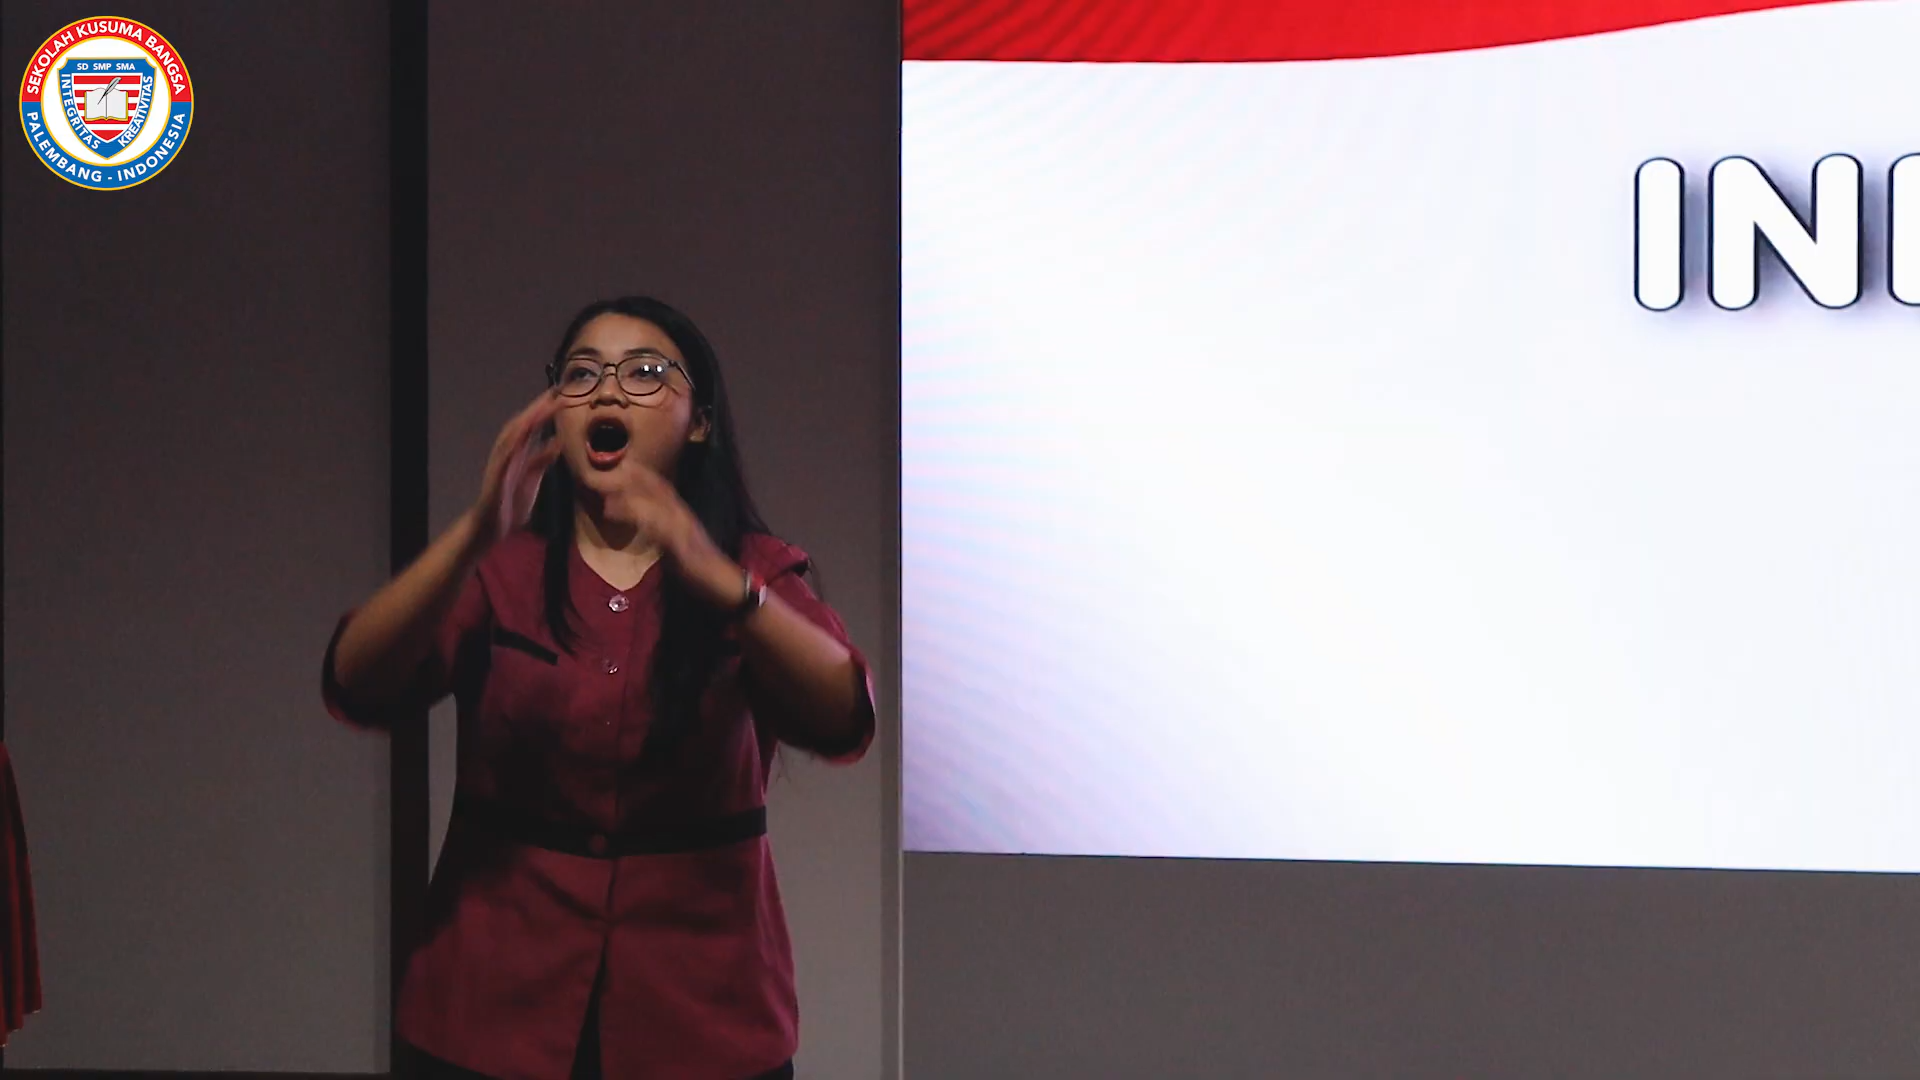 SEKOLAH KUSUMA BANGSA
SD SMP SMA
INTEGRITAS
KREATIVITAS
PALEMBANG - INDONESIA
IN